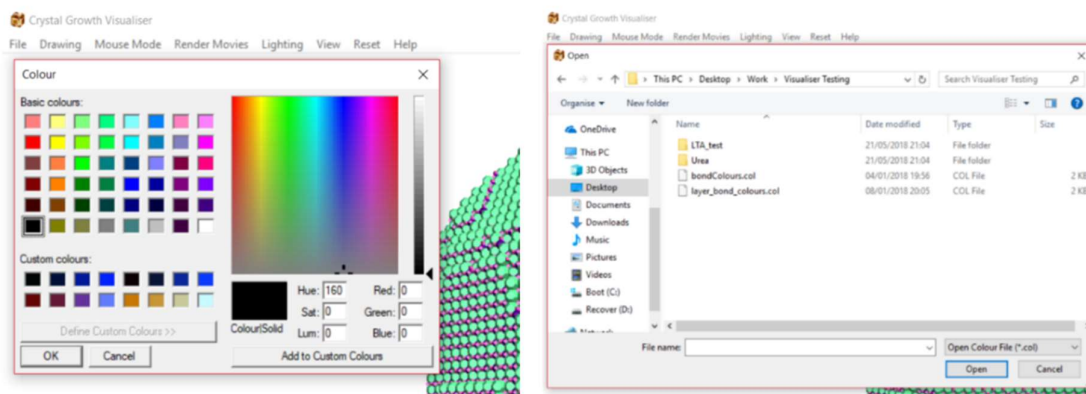 Crystal Growth Visualiser
File Drawing Mouse Mode Render Movies Lighting View Reset Help
Colour
Basic colours:
Custom colours:
Define Custom Colours >>
OK Cancel
Colour|Solid
Hue: 160 Red: 0
Sat: 0 Green: 0
Lum: 0 Blue: 0
Add to Custom Colours
Crystal Growth Visualiser
File Drawing Mouse Mode Render Movies Lighting View Reset Help
Open
This PC > Desktop > Work > Visualiser Testing
Search Visualiser Testing
Organise New folder
OneDrive
This PC
3D Objects
Desktop
Documents
Downloads
Music
Pictures
Videos
Boot (C:)
Recover (D:)
Network
Name Date modified Type Size
LTA_test 21/05/2018 21:04 File folder
Urea 21/05/2018 21:04 File folder
bondColours.col 04/01/2018 19:56 COL File 2 KB
layer_bond_colours.col 08/01/2018 20:05 COL File 2 KB
File name: Open Colour File (*.col)
Open Cancel